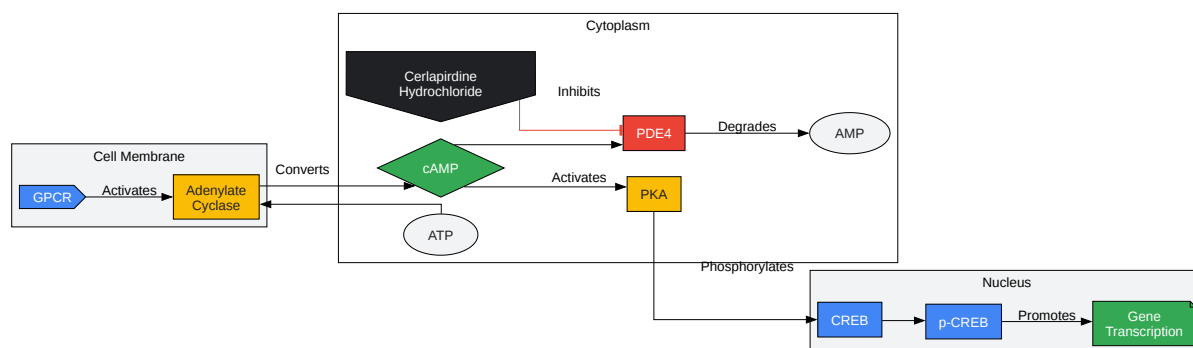 Cytoplasm
Cerlapirdine
Hydrochloride
Inhibits
PDE4
Degrades
AMP
Cell Membrane
GPCR
Activates
Adenylate
Cyclase
Converts
cAMP
Activates
PKA
ATP
Phosphorylates
Nucleus
CREB
p-CREB
Promotes
Gene
Transcription